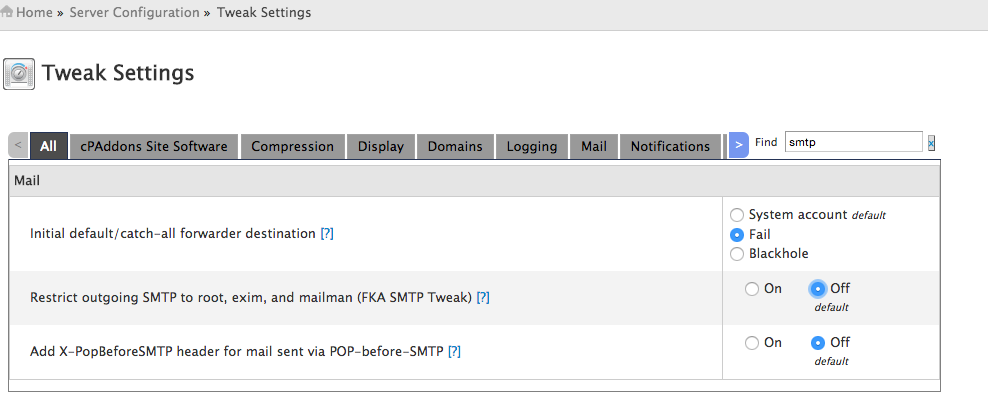 Home » Server Configuration » Tweak Settings
Tweak Settings
< All cPAddons Site Software Compression Display Domains Logging Mail Notifications > Find smtp x
Mail
Initial default/catch-all forwarder destination [?]
System account default
Fail
Blackhole
Restrict outgoing SMTP to root, exim, and mailman (FKA SMTP Tweak) [?]
On Off
default
Add X-PopBeforeSMTP header for mail sent via POP-before-SMTP [?]
On Off
default